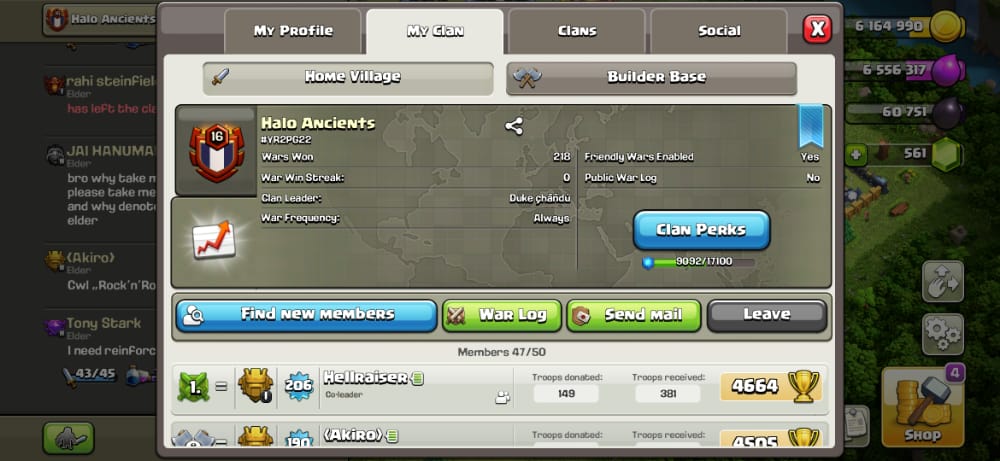 Halo Ancients
rahi steinfiel
Elder
has left the cla
JAI HANUMA
Elder
bro why take m
please take me
and why denot
elder
(Akiro)
Elder
Cwl ,,Rock'n'Ro
Tony Stark
Elder
I need reinforc
43/45
My Profile
My Clan
Clans
Social
X
Home Village
Builder Base
16
Halo Ancients
#YR2PG22
Wars Won 218
War Win Streak: 0
Clan Leader: Duke çhâñdú
War Frequency: Always
Friendly Wars Enabled Yes
Public War Log No
Clan Perks
9092/17100
Find new members
War Log
Send mail
Leave
Members 47/50
1. = 206 Hellraiser
Co-leader
Troops donated: 149
Troops received: 381
4664
= 190 (Akiro)
Troops donated:
Troops received:
4505
6 164 990
6 556 317
60 751
561
4
Shop